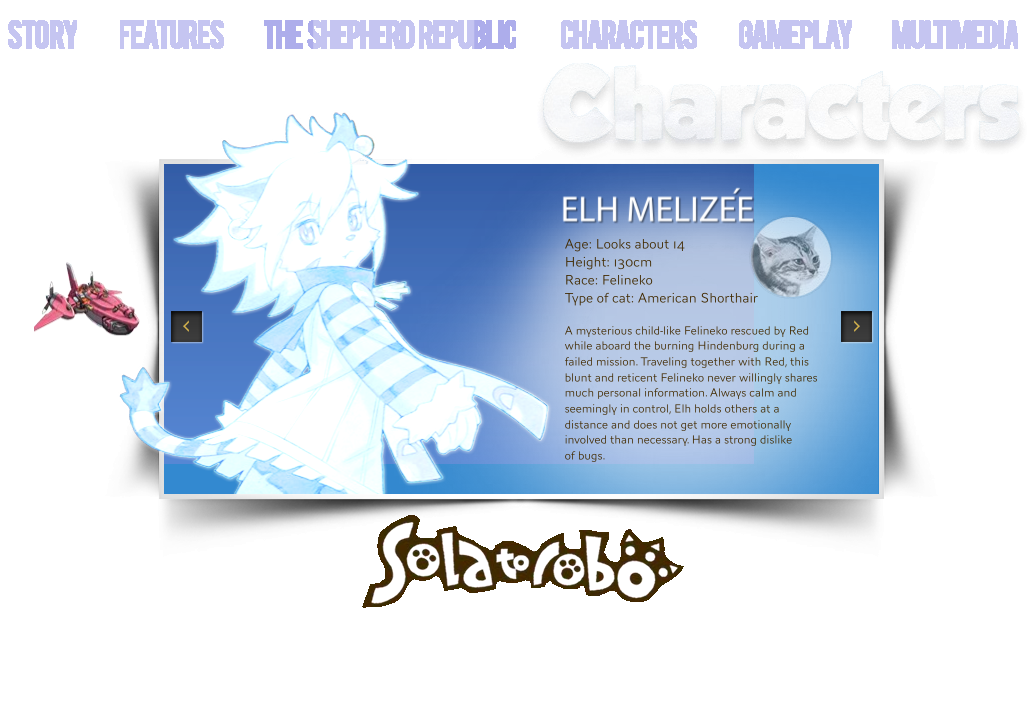 STORY FEATURES THE SHEPHERD REPUBLIC CHARACTERS GAMEPLAY MULTIMEDIA
Characters
ELH MELIZÉE
Age: Looks about 14
Height: 130cm
Race: Felineko
Type of cat: American Shorthair
A mysterious child-like Felineko rescued by Red
while aboard the burning Hindenburg during a
failed mission. Traveling together with Red, this
blunt and reticent Felineko never willingly shares
much personal information. Always calm and
seemingly in control, Elh holds others at a
distance and does not get more emotionally
involved than necessary. Has a strong dislike
of bugs.
Solatorobo